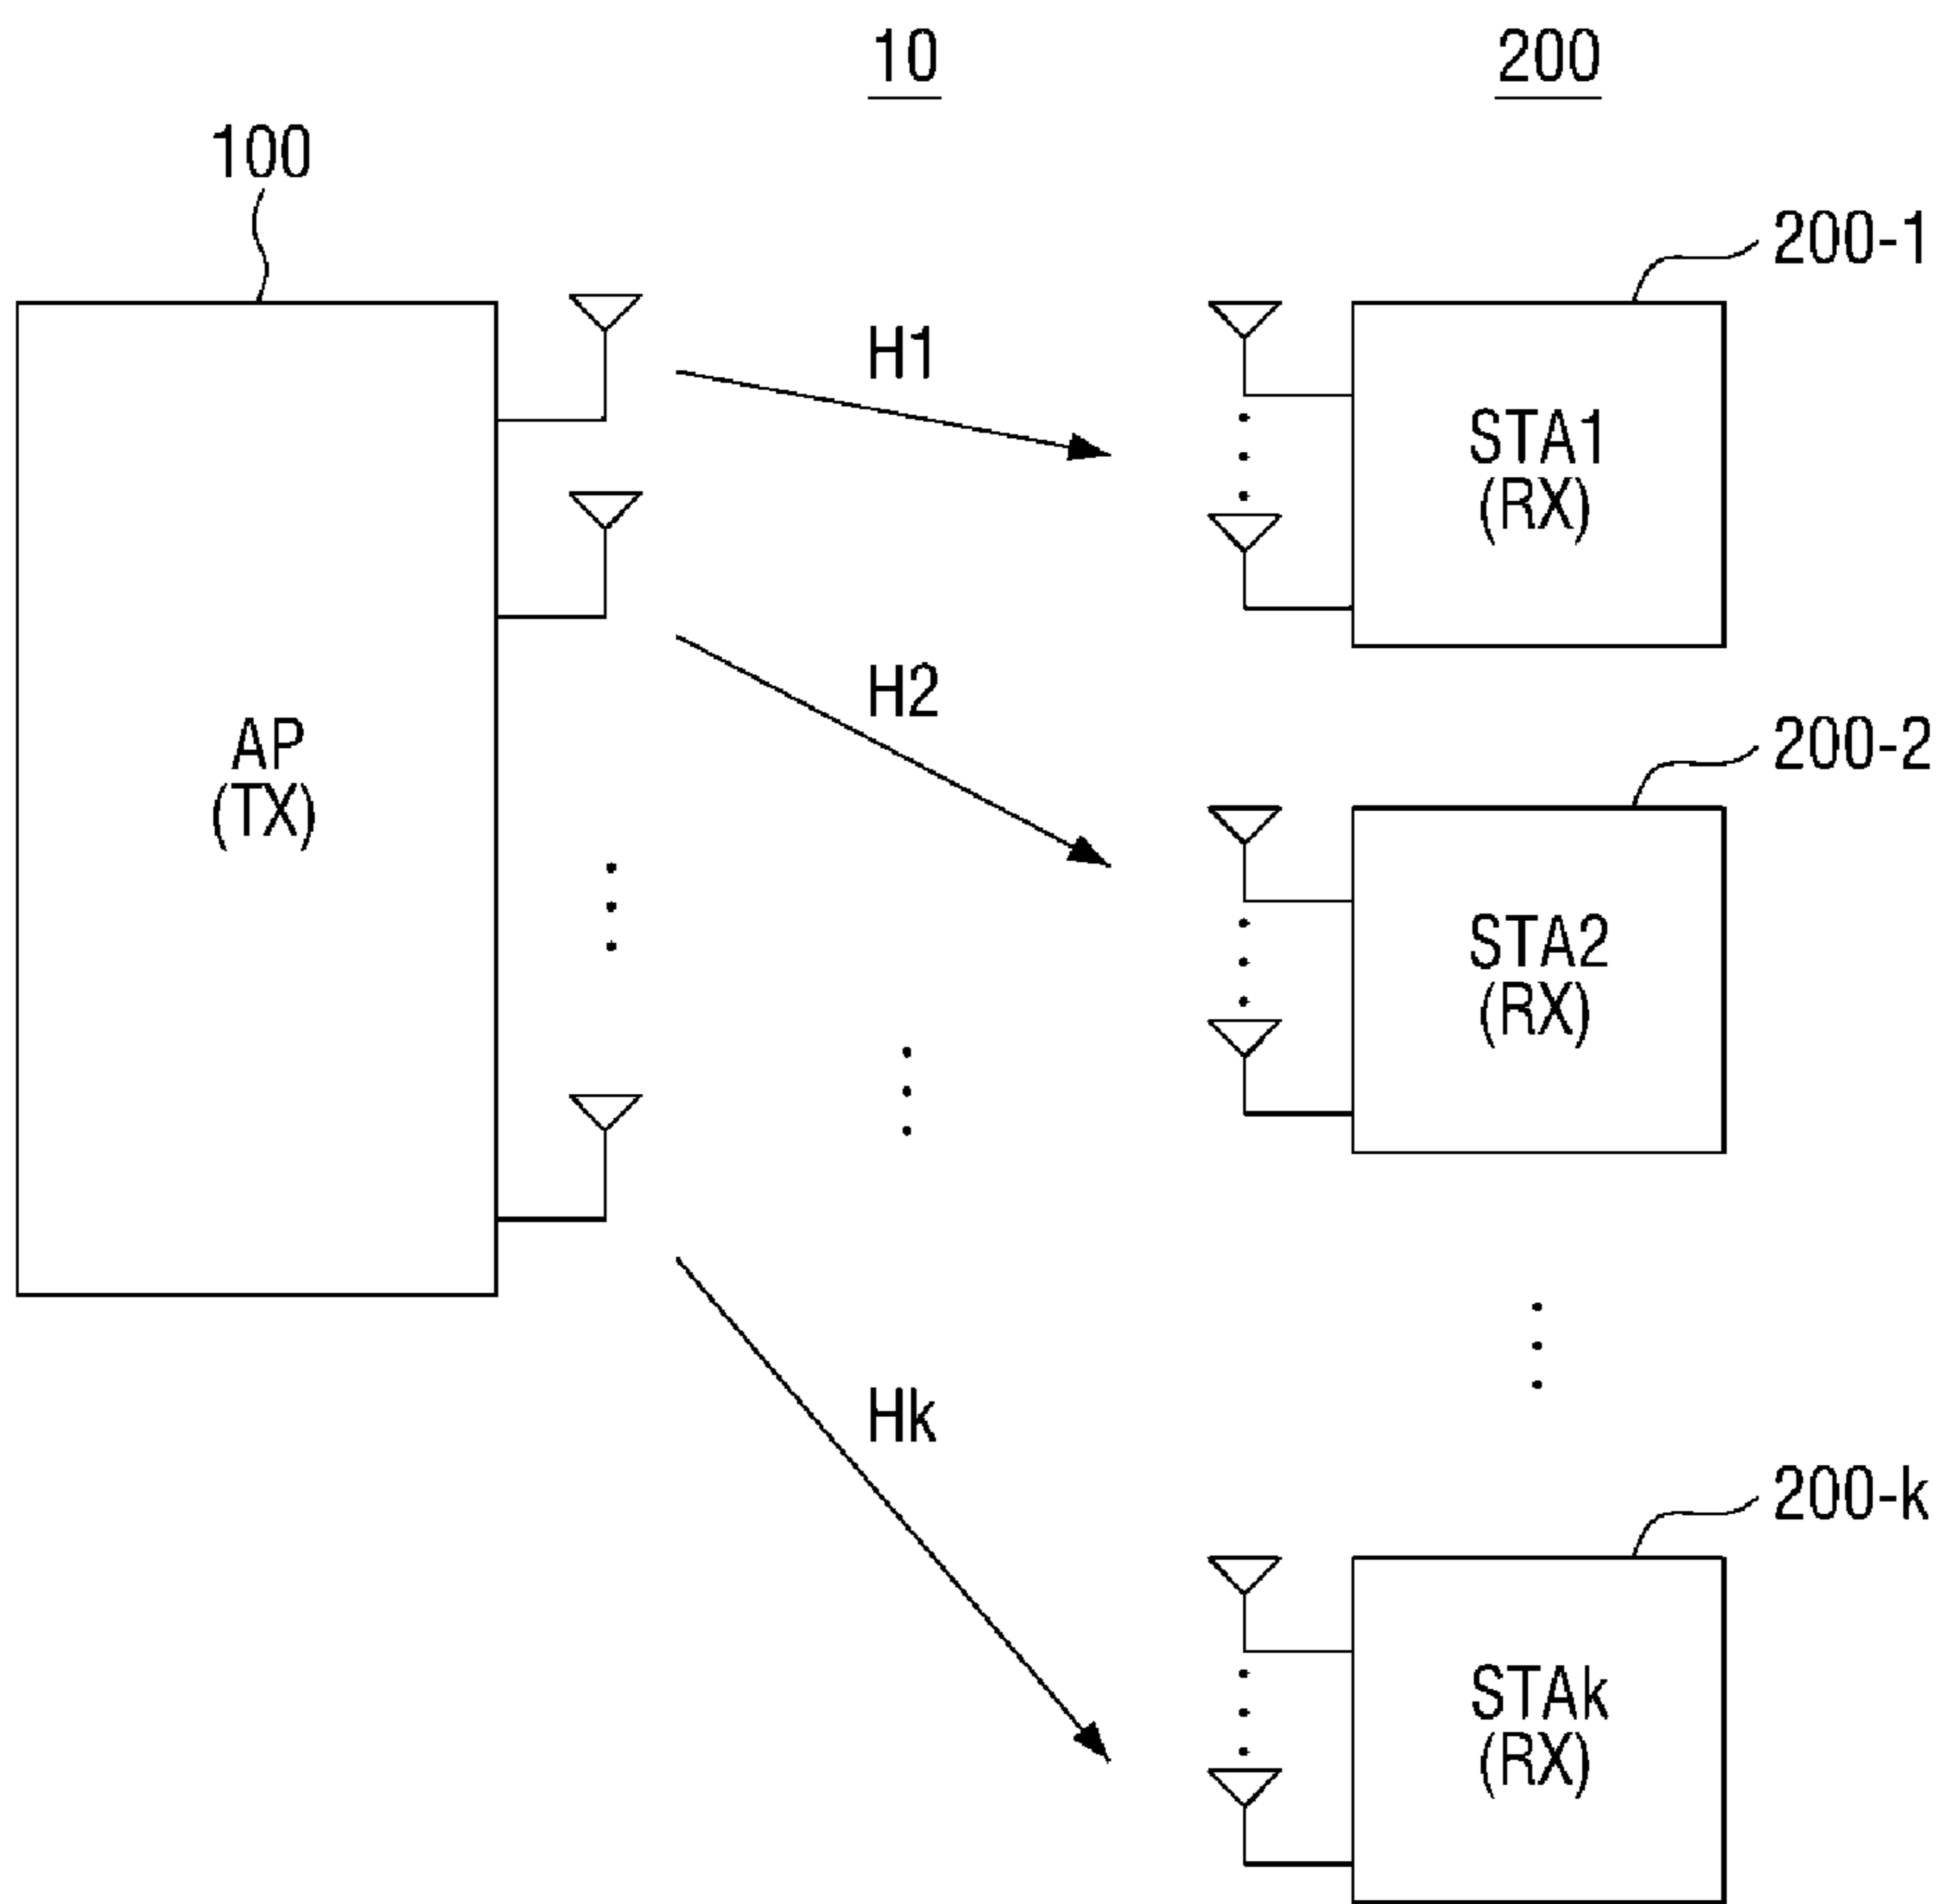 10
200
100
200-1
H1
STA1
(RX)
H2
AP
(TX)
200-2
STA2
(RX)
Hk
200-k
STAk
(RX)